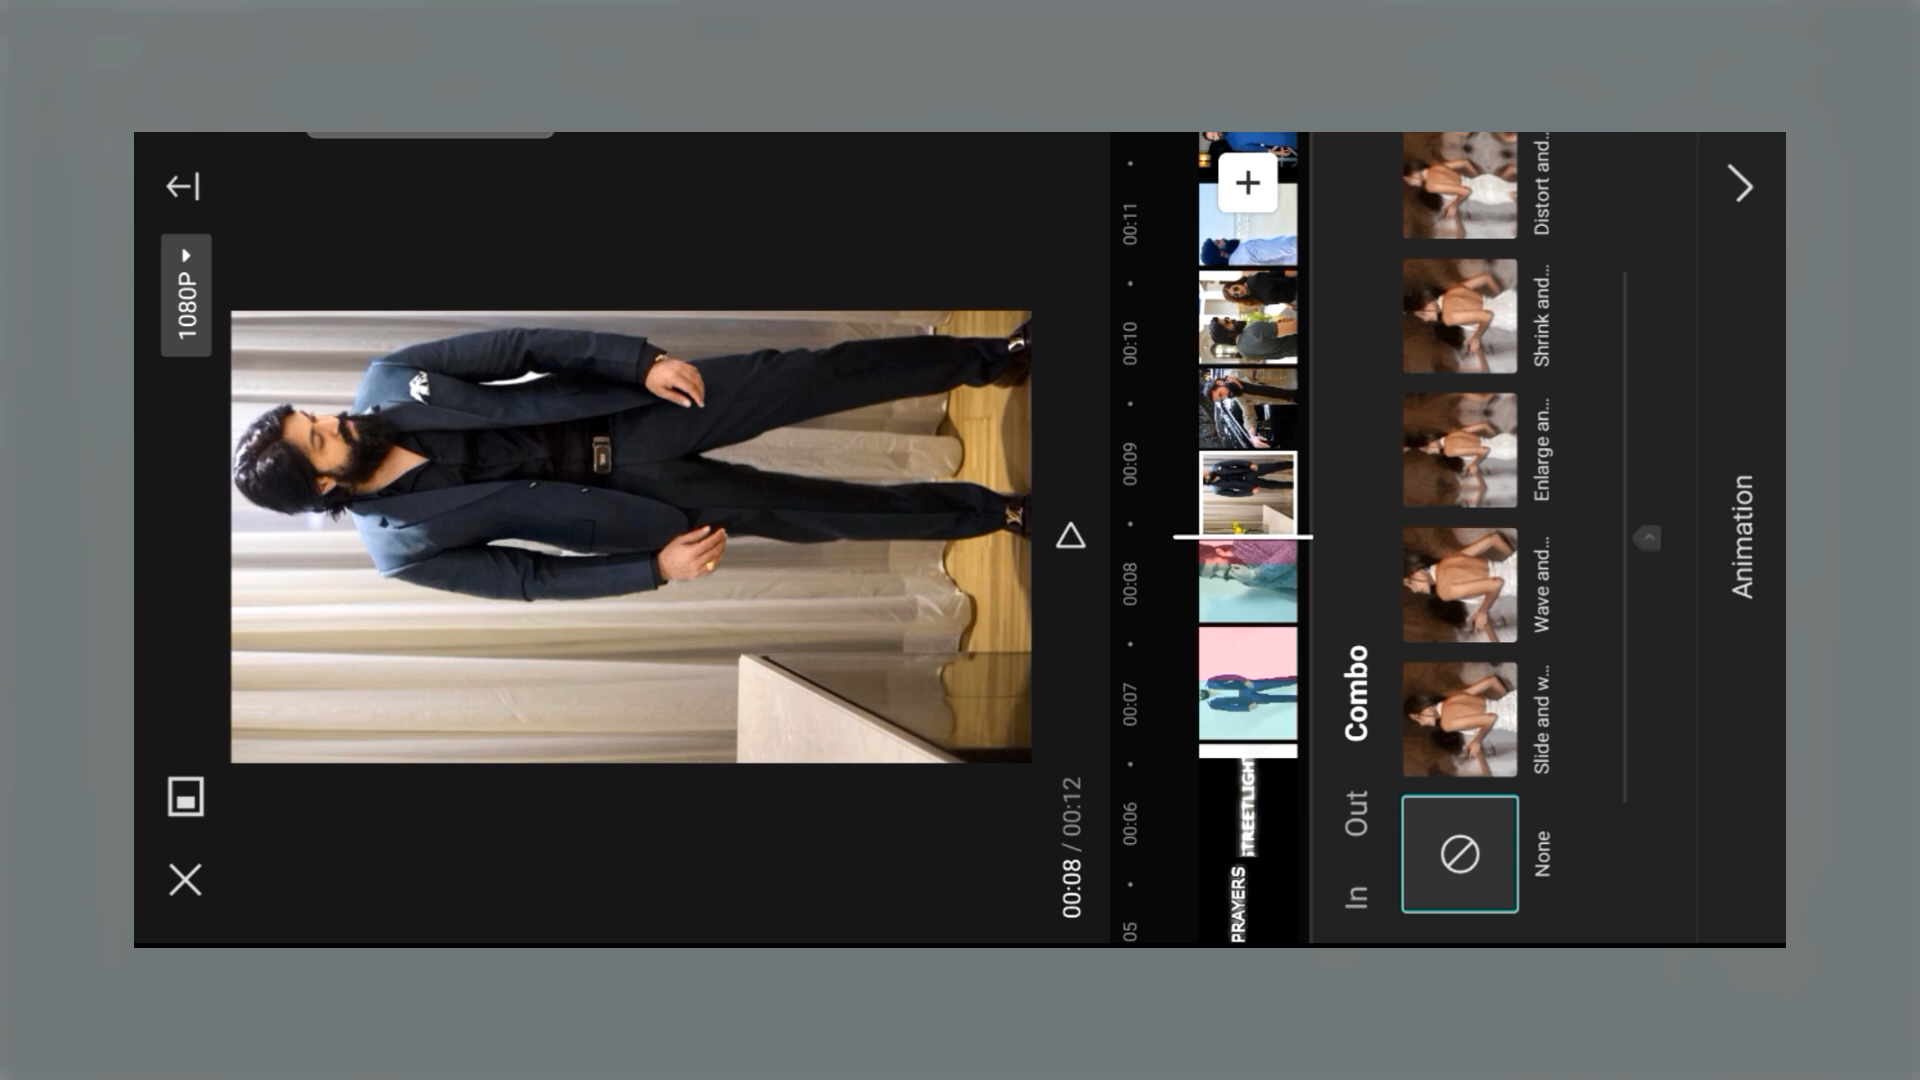 1080P
00:08 / 00:12
05
00:06
00:07
00:08
00:09
00:10
00:11
PRAYERS
STREETLIGH
In
Out
Combo
None
Slide and w...
Wave and...
Enlarge an...
Shrink and...
Distort and...
Animation